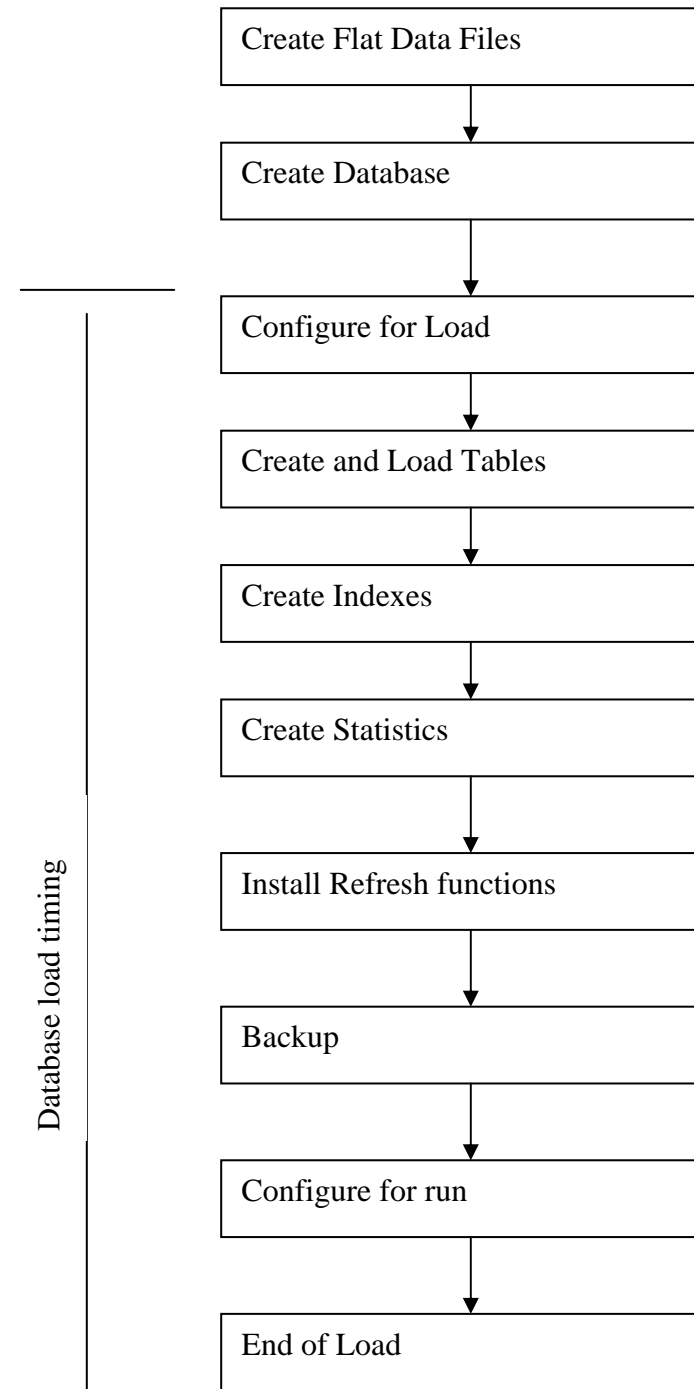 Create Flat Data Files
Create Database
Configure for Load
Create and Load Tables
Create Indexes
Create Statistics
Install Refresh functions
Backup
Configure for run
End of Load
Database load timing